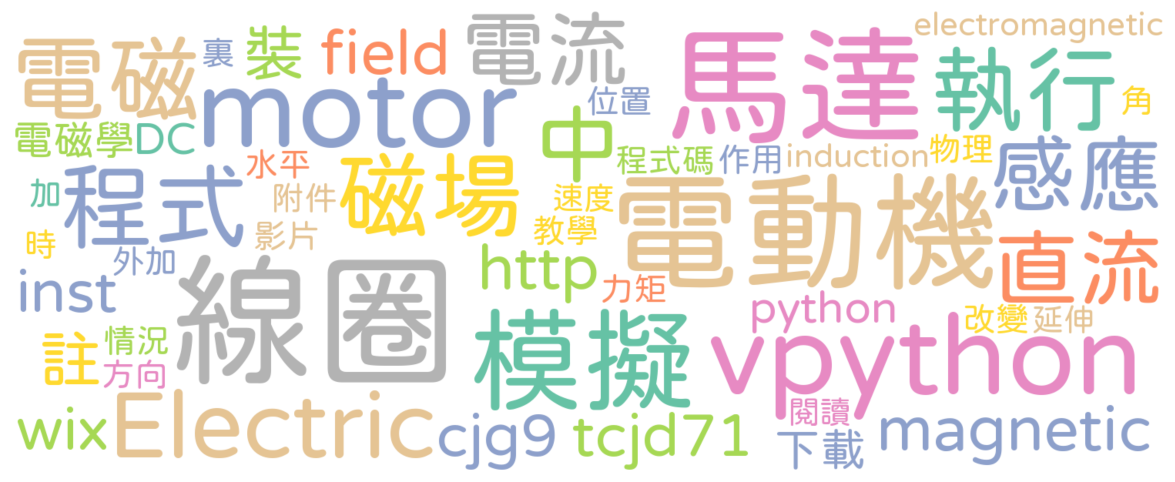 electromagnetic
電磁
裏
裝
field
電流
馬達
執行
motor
位置
角
電磁學
DC
中
水平
磁場
程式碼
作用
induction
物理
感應
加
程式
附件
速度
電動機
時
影片
教學
外加
直流
inst
線圈
http
力矩
python
改變
延伸
註
情況
方向
模擬
vpython
wix
Electric
cjg9
tcjd71
閱讀
下載
magnetic